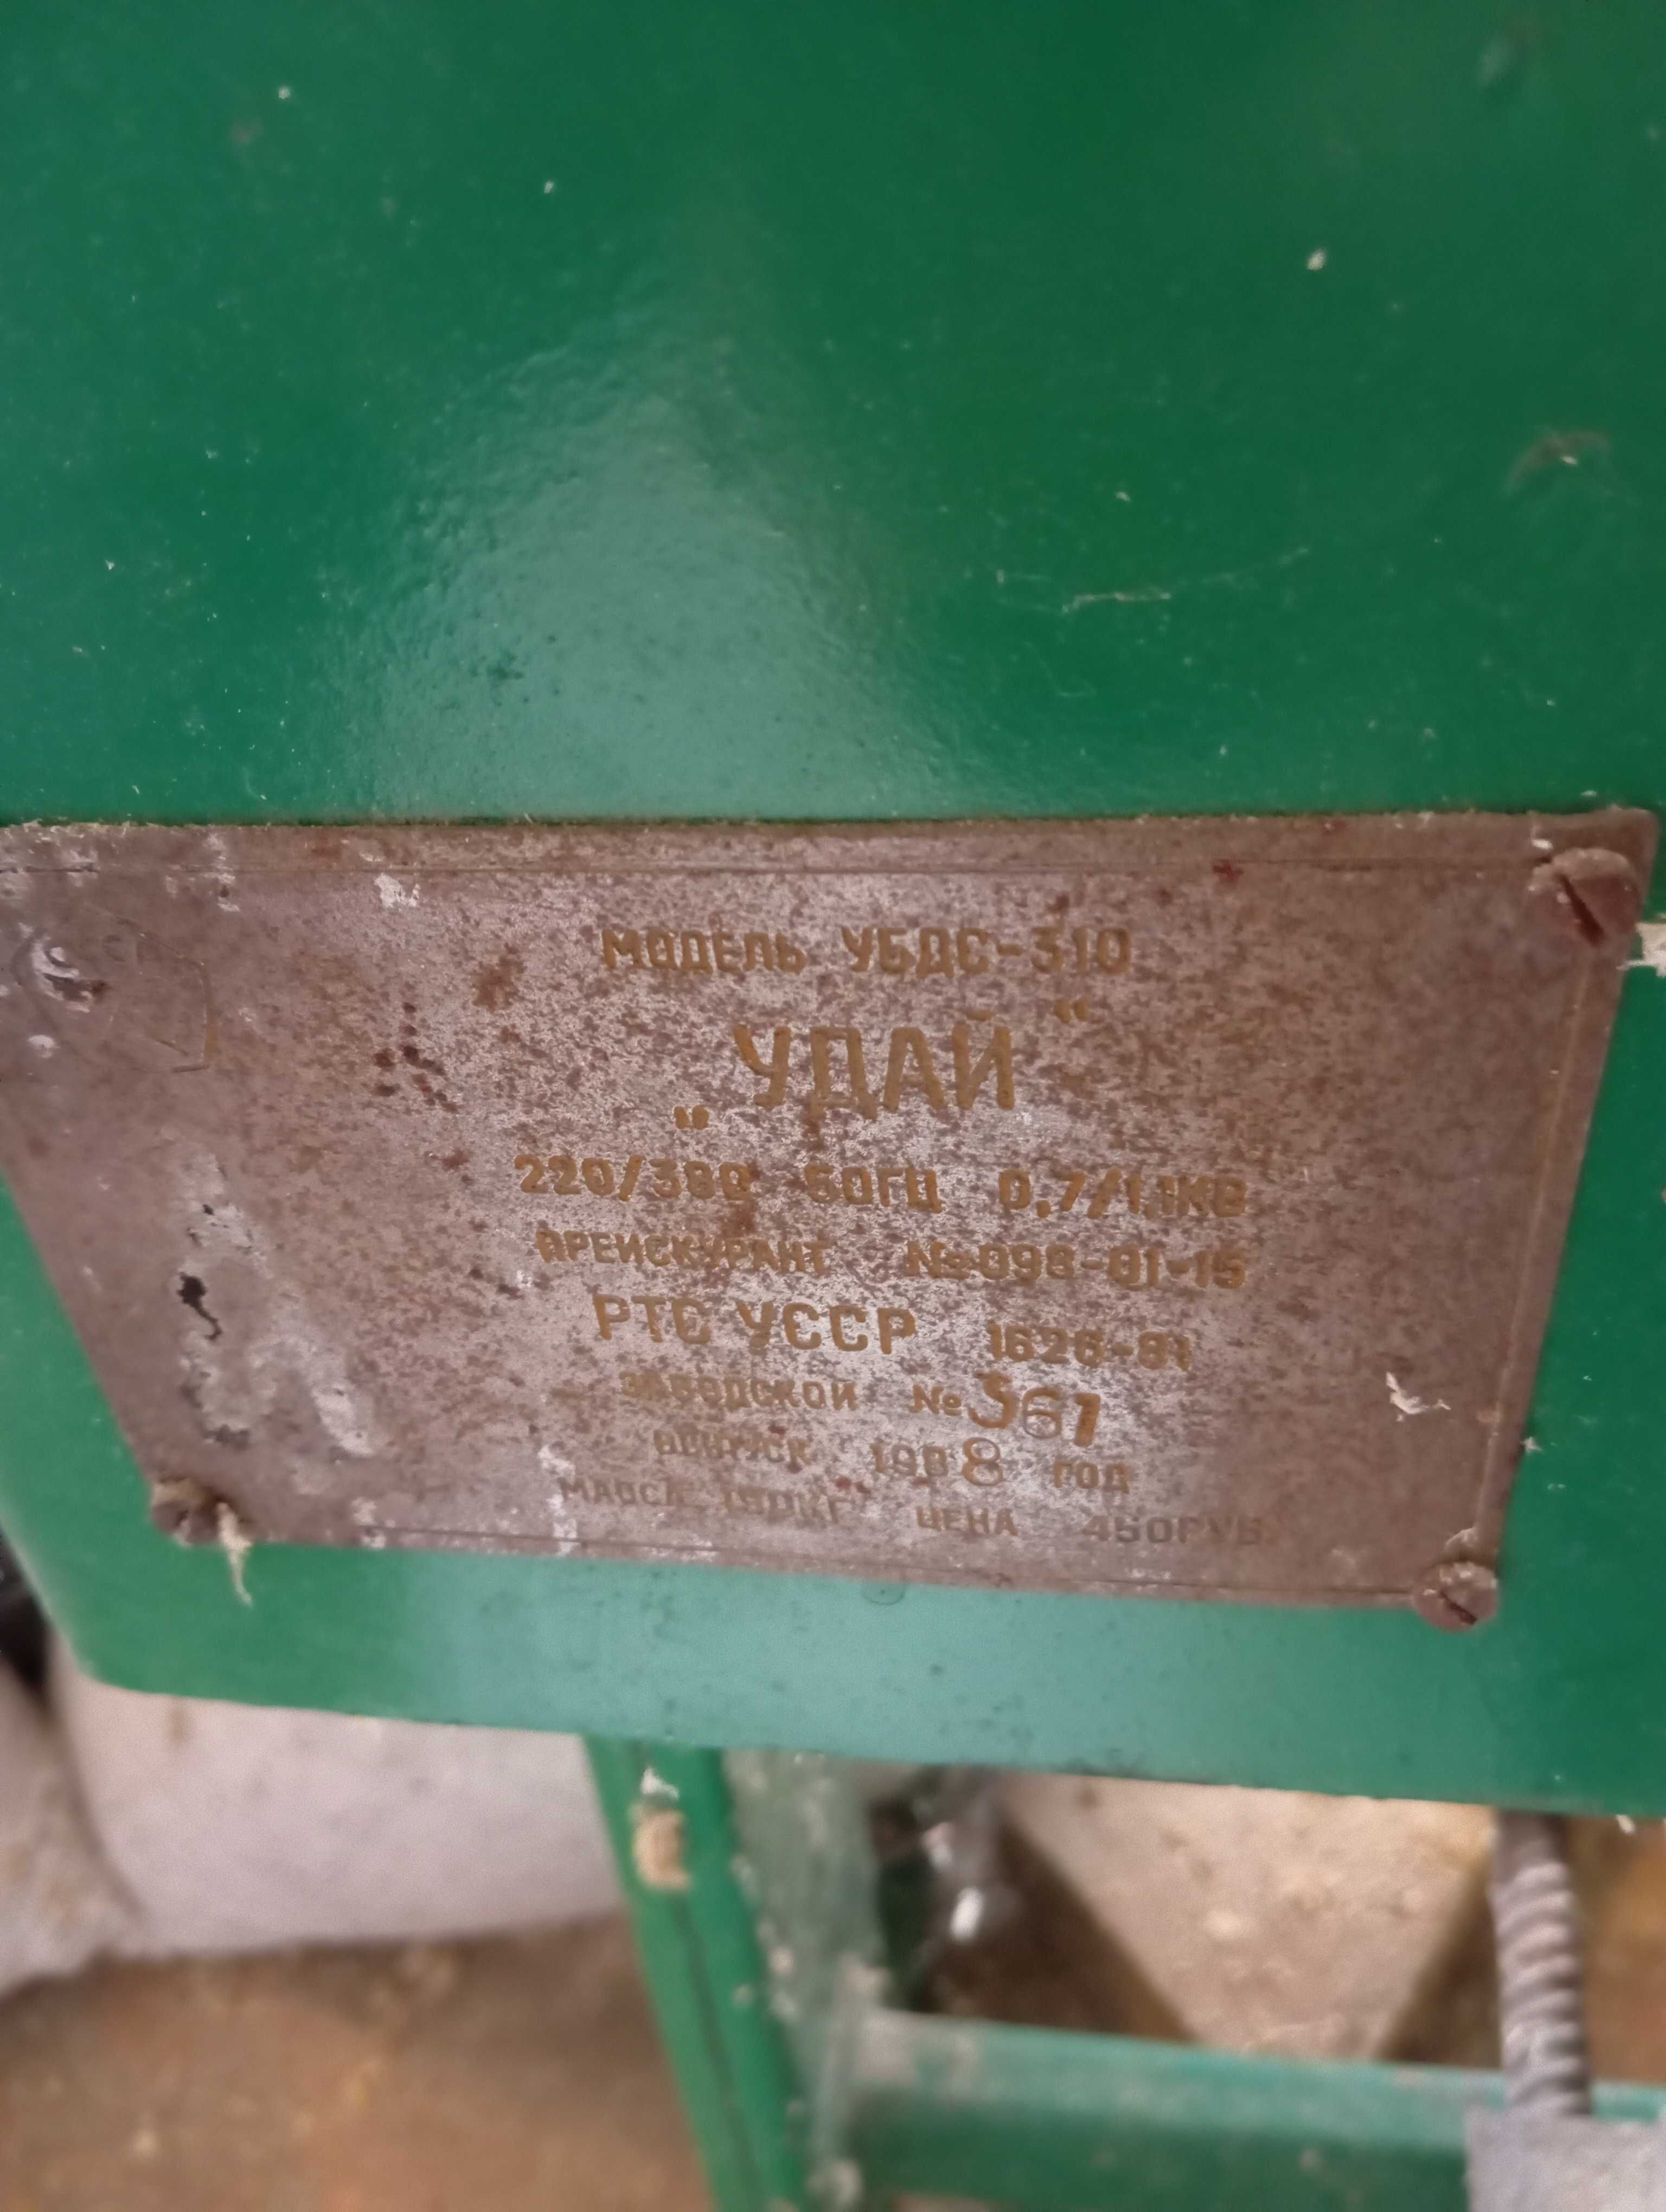 МОДЕЛЬ УБДС-310
„УДАЙ“
220/380 50ГЦ 0,7/1,1КВ
ПРЕЙСКУРАНТ №098-01-15
РТС УССР 1626-81
ЗАВОДСКОЙ №361
ВЫПУСК 1988 ГОД
МАССА ЦЕНА 450РУБ